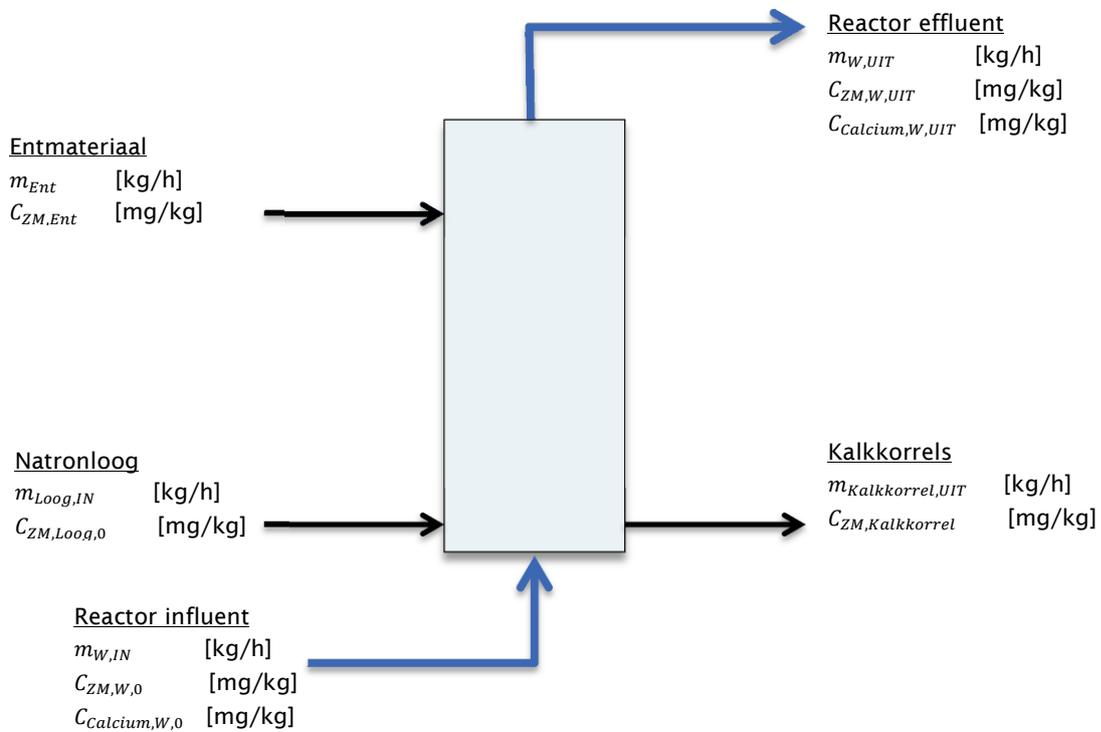 Reactor effluent
m_{W,UIT} [kg/h]
C_{ZM,W,UIT} [mg/kg]
C_{Calcium,W,UIT} [mg/kg]
Entmateriaal
m_{Ent} [kg/h]
C_{ZM,Ent} [mg/kg]
Natronloog
m_{Loog,IN} [kg/h]
C_{ZM,Loog,0} [mg/kg]
Kalkkorrels
m_{Kalkkorrel,UIT} [kg/h]
C_{ZM,Kalkkorrel} [mg/kg]
Reactor influent
m_{W,IN} [kg/h]
C_{ZM,W,0} [mg/kg]
C_{Calcium,W,0} [mg/kg]